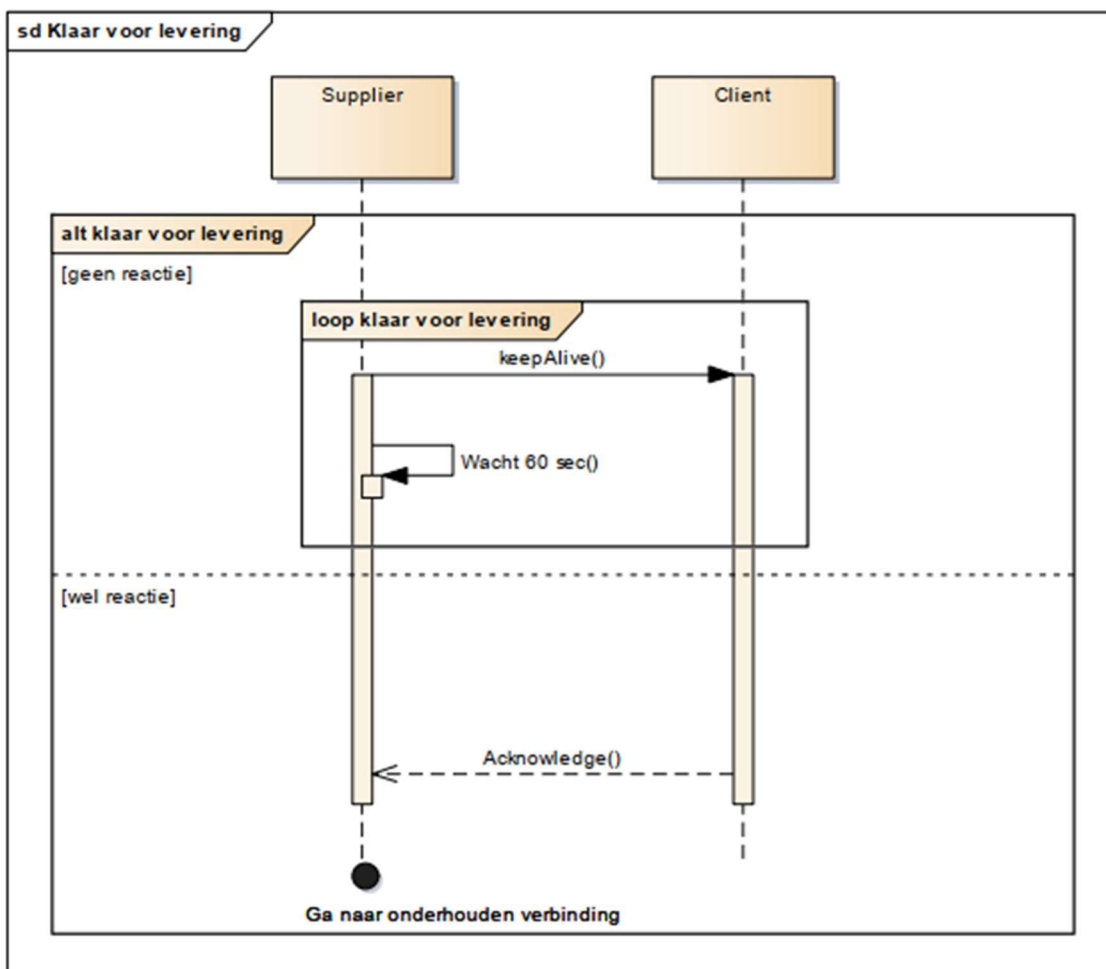 sd Klaar voor levering
Supplier
Client
alt klaar voor levering
[geen reactie]
loop klaar voor levering
keepAlive()
Wacht 60 sec()
[wel reactie]
Acknowledge()
Ga naar onderhouden verbinding